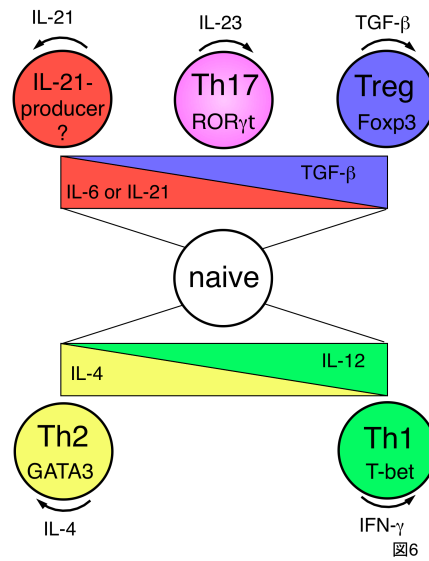 IL-21
IL-23
TGF-β
IL-21-
producer
?
Th17
RORγt
Treg
Foxp3
TGF-β
IL-6 or IL-21
naive
IL-12
IL-4
Th2
GATA3
Th1
T-bet
IL-4
IFN-γ
図6